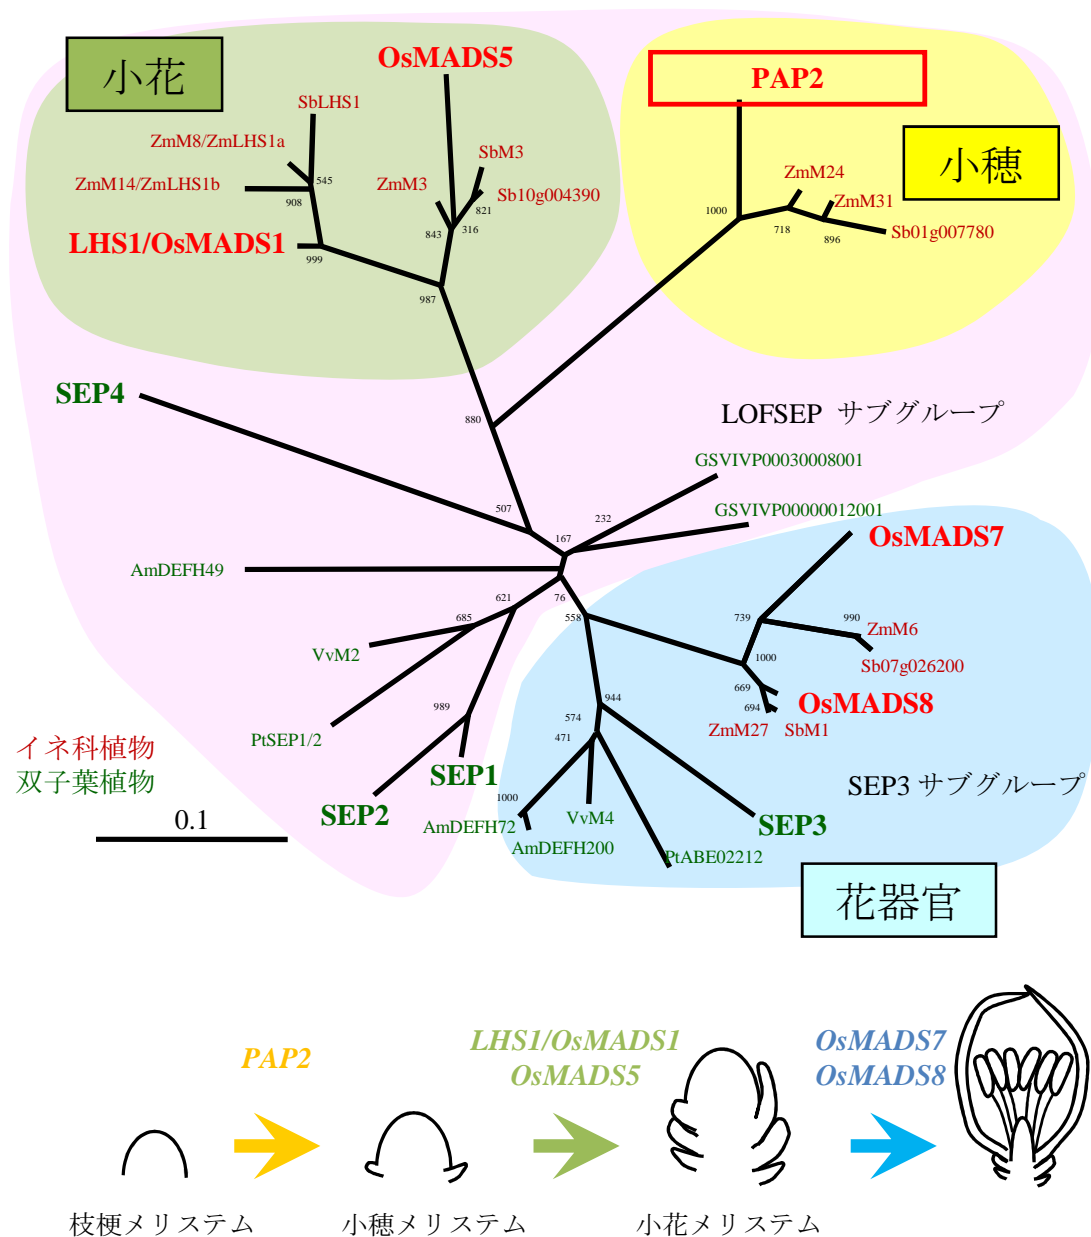 小花
OsMADS5
PAP2
SbLHS1
小穂
ZmM8/ZmLHS1a
SbM3
ZmM24
ZmM14/ZmLHS1b
545
ZmM3
Sb10g004390
ZmM31
908
821
1000
718
896
Sb01g007780
LHS1/OsMADS1
843
316
999
987
SEP4
880
LOFSEP サブグループ
GSVIVP00030008001
507
232
GSVIVP00000012001
167
OsMADS7
AmDEFH49
621
76
685
558
739
990
ZmM6
VvM2
1000
Sb07g026200
669
944
989
574
694
OsMADS8
PtSEP1/2
471
ZmM27
SbM1
イネ科植物
双子葉植物
SEP1
SEP3 サブグループ
0.1
SEP2
1000
AmDEFH72
VvM4
SEP3
AmDEFH200
PtABE02212
花器官
PAP2
LHS1/OsMADS1
OsMADS5
OsMADS7
OsMADS8
枝梗メリステム
小穂メリステム
小花メリステム